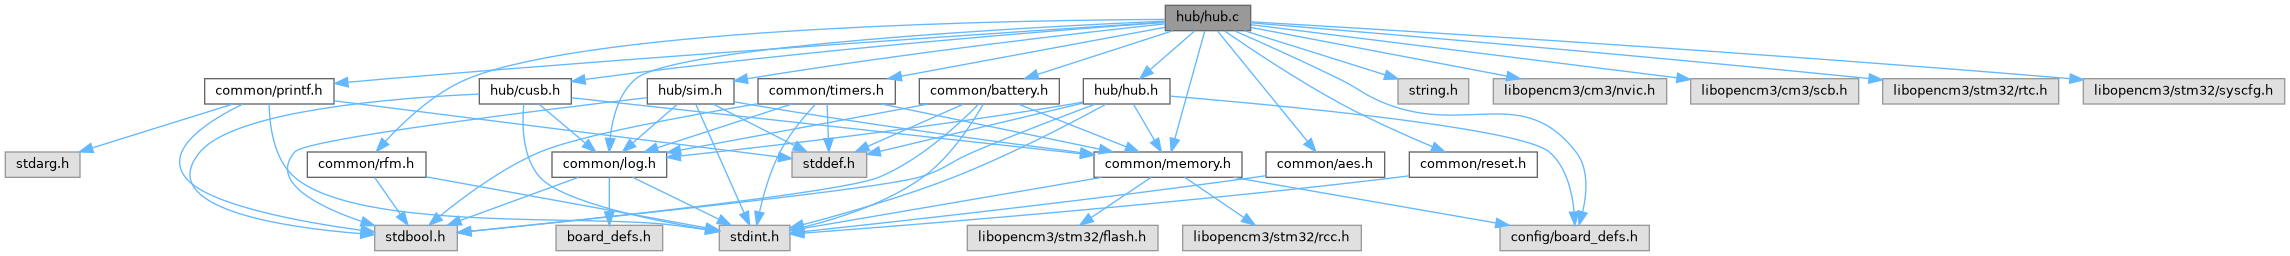 hub/hub.c
common/printf.h
hub/cusb.h
hub/sim.h
common/timers.h
common/battery.h
hub/hub.h
string.h
libopencm3/cm3/nvic.h
libopencm3/cm3/scb.h
libopencm3/stm32/rtc.h
libopencm3/stm32/syscfg.h
stdarg.h
common/rfm.h
common/log.h
stddef.h
common/memory.h
common/aes.h
common/reset.h
stdbool.h
board_defs.h
stdint.h
libopencm3/stm32/flash.h
libopencm3/stm32/rcc.h
config/board_defs.h